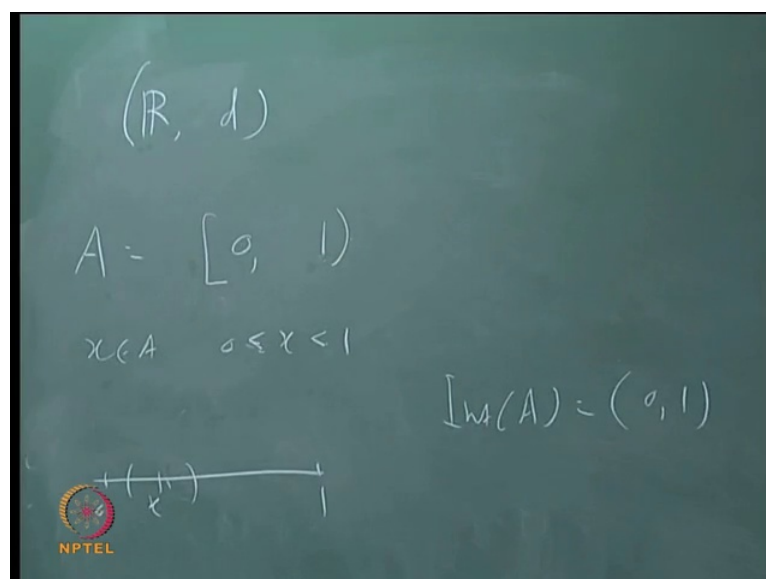 (ℝ, d)
A = [0, 1)
x ∈ A   0 ≤ x < 1
Int(A) = (0, 1)
( )
x
1
NPTEL